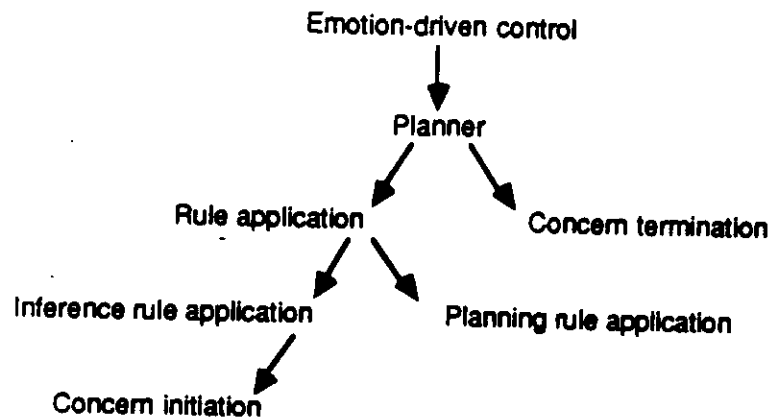 Emotion-driven control
Planner
Rule application
Concern termination
Inference rule application
Planning rule application
Concern initiation